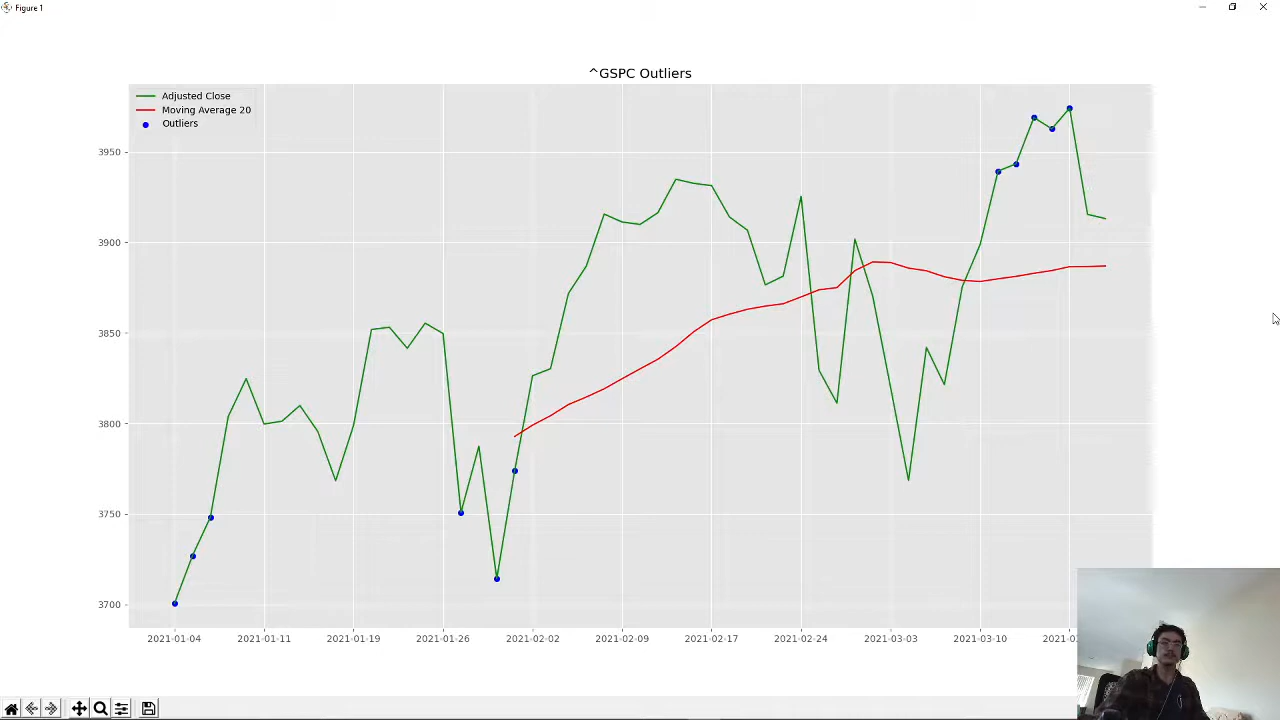 Figure 1
^GSPC Outliers
Adjusted Close
Moving Average 20
Outliers
3950
3900
3850
3800
3750
3700
2021-01-04 2021-01-11 2021-01-19 2021-01-26 2021-02-02 2021-02-09 2021-02-17 2021-02-24 2021-03-03 2021-03-10